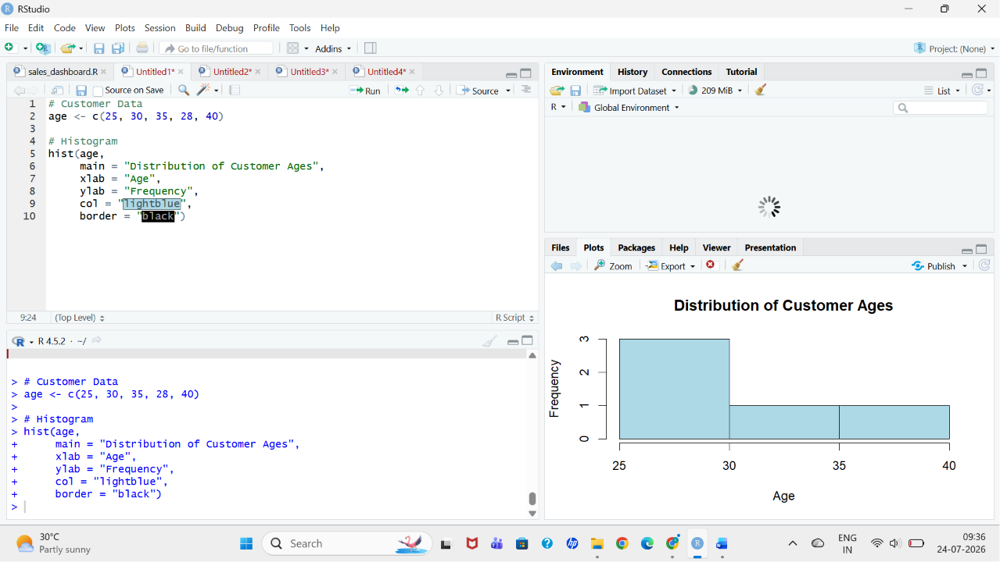 RStudio
File Edit Code View Plots Session Build Debug Profile Tools Help
Go to file/function Addins Project: (None)
sales_dashboard.R Untitled1* Untitled2* Untitled3* Untitled4*
Source on Save Run Source
1 # Customer Data
2 age <- c(25, 30, 35, 28, 40)
3
4 # Histogram
5 hist(age,
6 main = "Distribution of Customer Ages",
7 xlab = "Age",
8 ylab = "Frequency",
9 col = "lightblue",
10 border = "black")
9:24 (Top Level) R Script
R 4.5.2 · ~/
> # Customer Data
> age <- c(25, 30, 35, 28, 40)
>
> # Histogram
> hist(age,
+ main = "Distribution of Customer Ages",
+ xlab = "Age",
+ ylab = "Frequency",
+ col = "lightblue",
+ border = "black")
>
Environment History Connections Tutorial
Import Dataset 209 MiB List
R Global Environment
Files Plots Packages Help Viewer Presentation
Zoom Export Publish
Distribution of Customer Ages
Frequency
3
2
1
0
25 30 35 40
Age
30°C
Partly sunny
Search
ENG
IN
09:36
24-07-2026